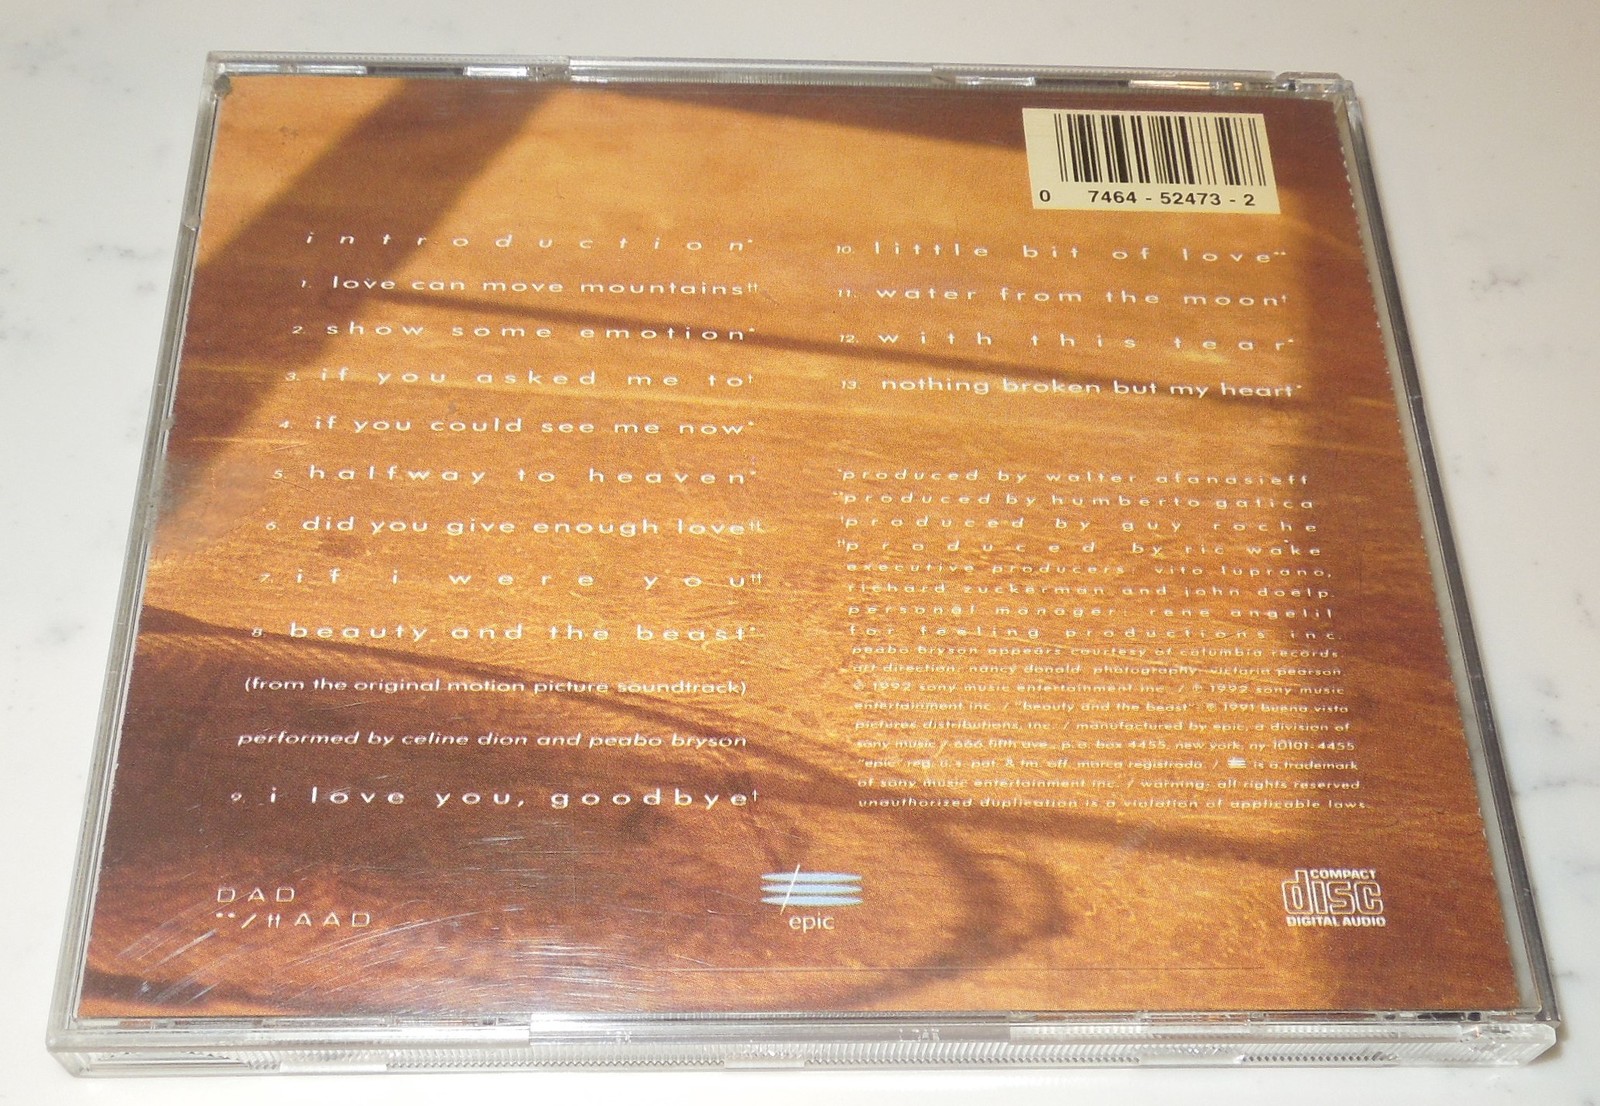 0 7464 - 52473 - 2
introduction*
1. love can move mountains††
2. show some emotion*
3. if you asked me to†
4. if you could see me now*
5. halfway to heaven*
6. did you give enough love††
7. if i were you††
8. beauty and the beast*
(from the original motion picture soundtrack)
performed by celine dion and peabo bryson
9. i love you, goodbye†
10. little bit of love**
11. water from the moon†
12. with this tear*
13. nothing broken but my heart*
*produced by walter afanasieff
**produced by humberto gatica
†produced by guy roche
††produced by ric wake
executive producers: vito luprano,
richard zuckerman and john doelp.
personal manager: rene angelil
for feeling productions inc.
peabo bryson appears courtesy of columbia records.
art direction: nancy donald photography: victoria pearson
© 1992 sony music entertainment inc. / ℗ 1992 sony music
entertainment inc. / "beauty and the beast": ℗ 1991 buena vista
pictures distributions, inc. / manufactured by epic, a division of
sony music / 666 fifth ave., p.o. box 4455, new york, ny 10101-4455
"epic" reg. u.s. pat. & tm. off. marca registrada / is a trademark
of sony music entertainment inc. / warning: all rights reserved
unauthorized duplication is a violation of applicable laws.
DAD
**/†† AAD
epic
COMPACT
disc
DIGITAL AUDIO